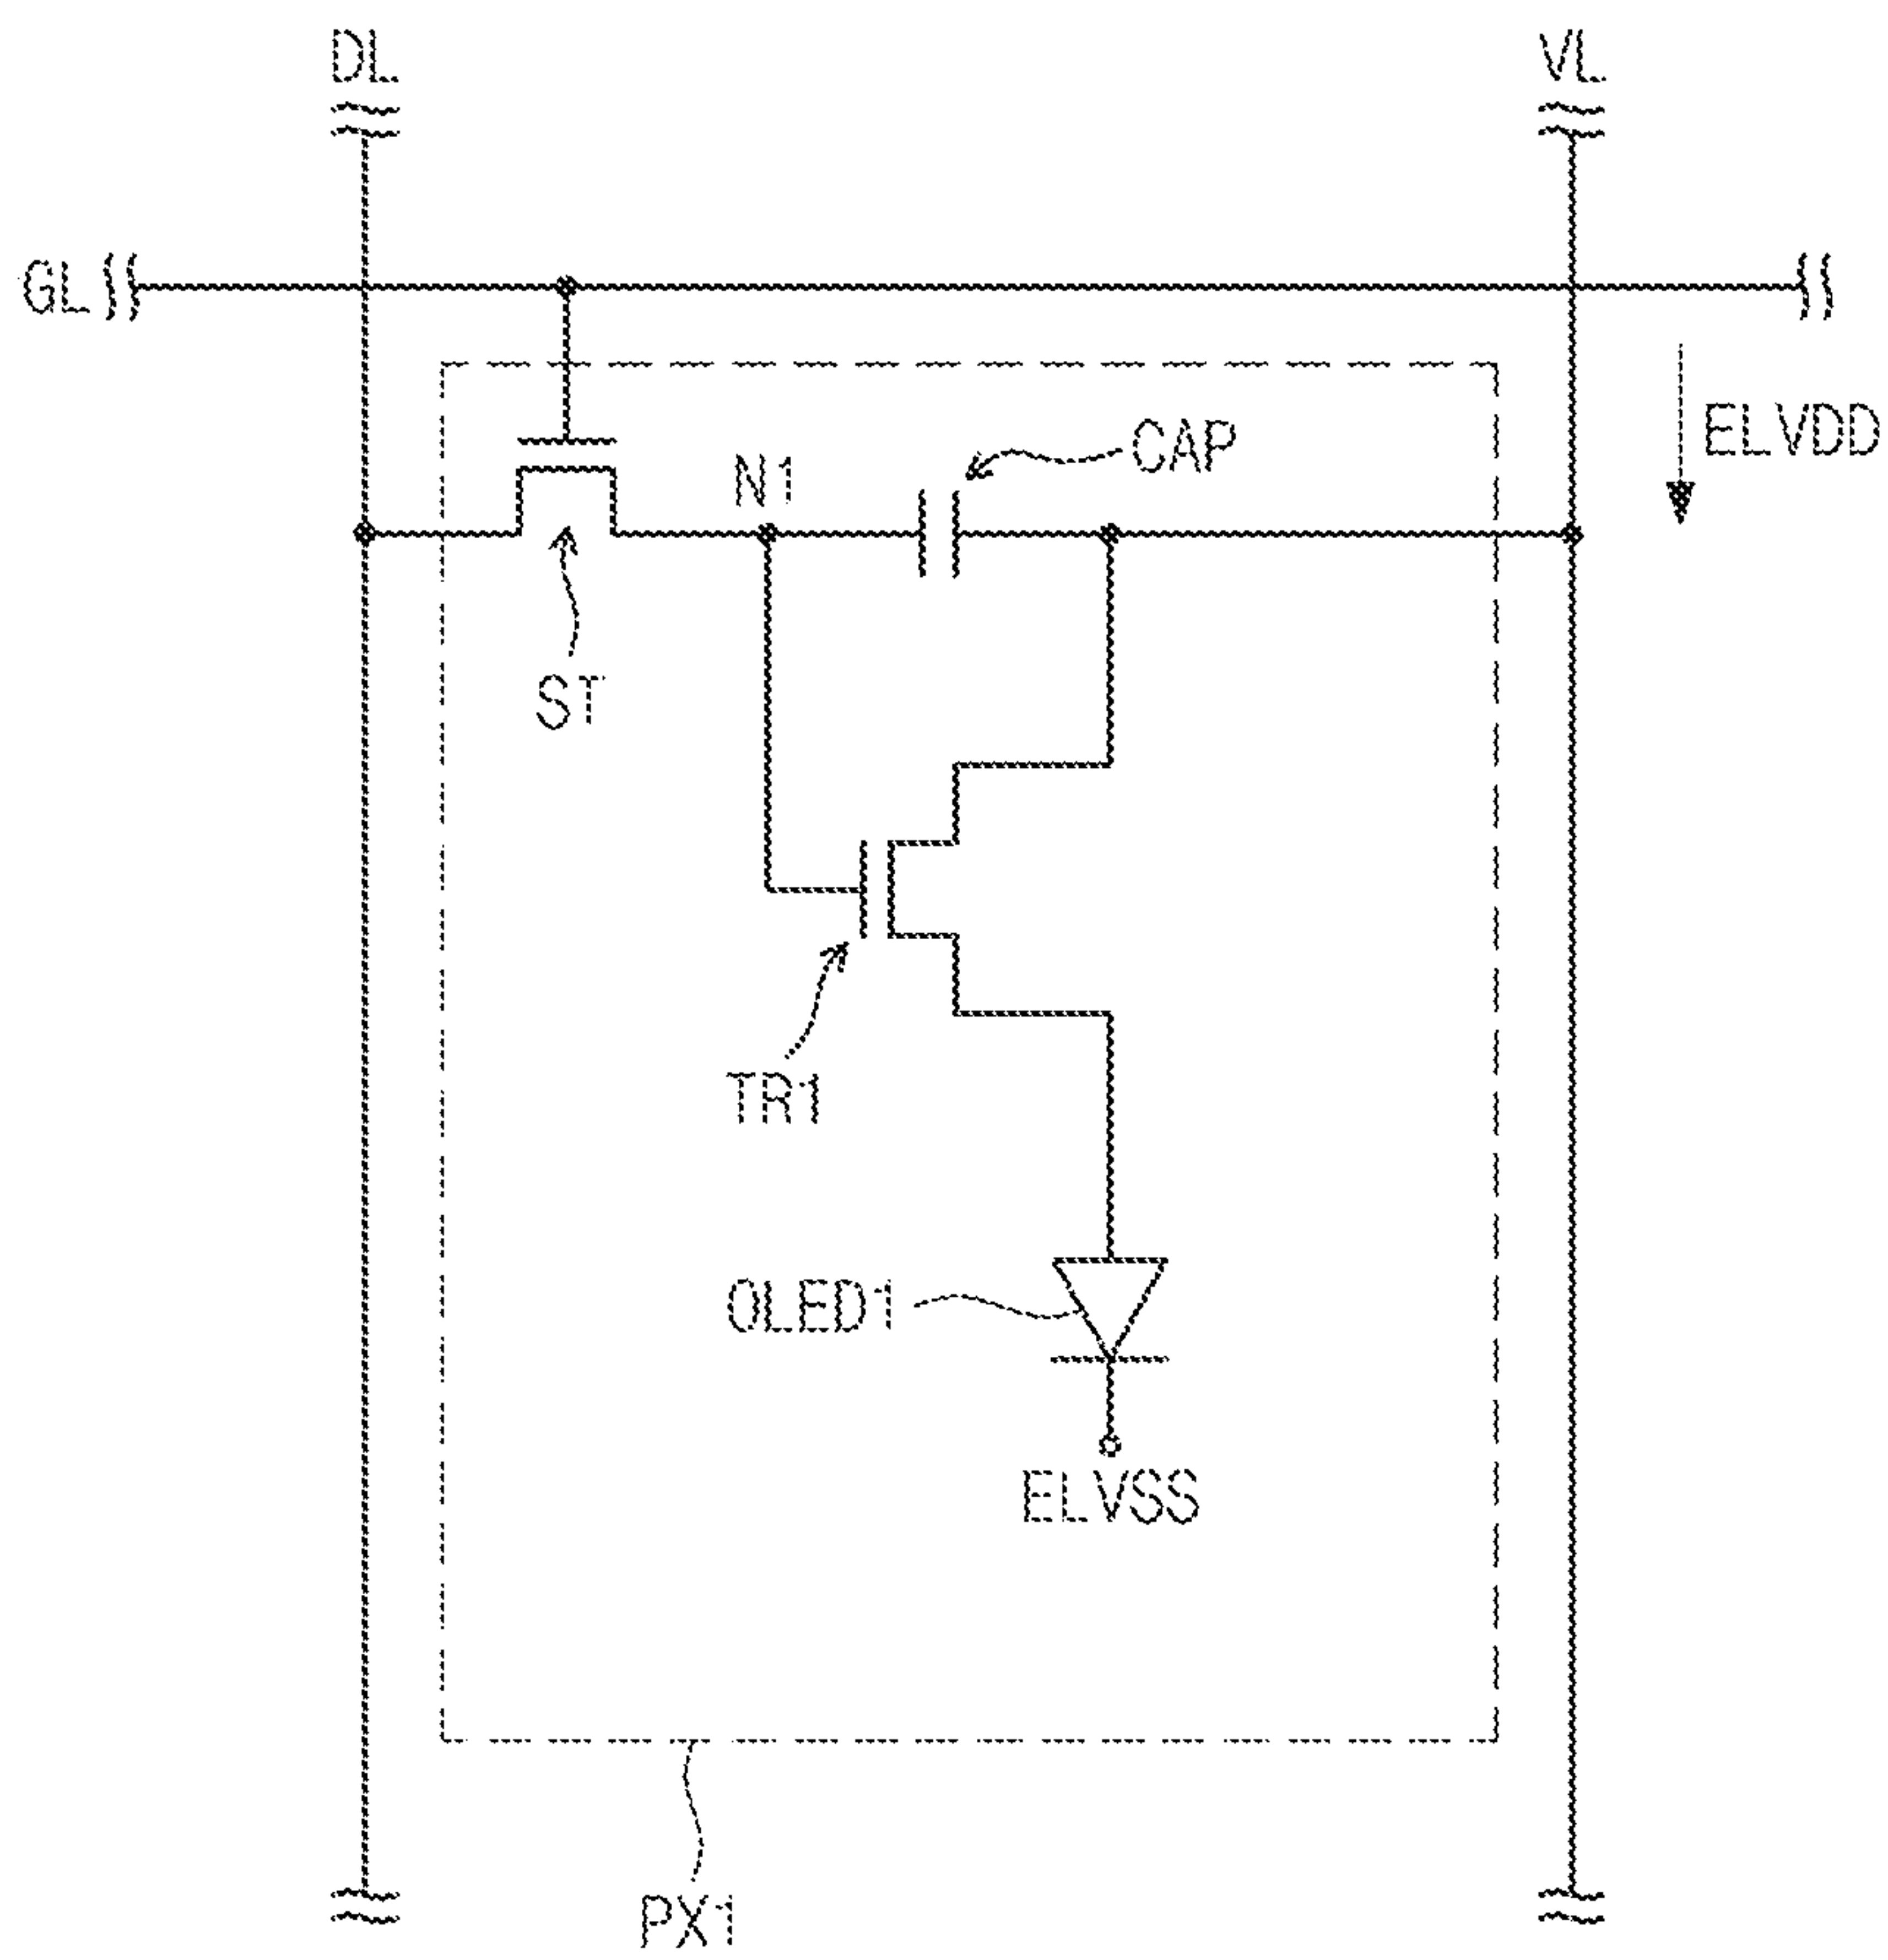 DL
VL
GL
ELVDD
CAP
N1
ST
TR1
OLED1
ELVSS
PX1